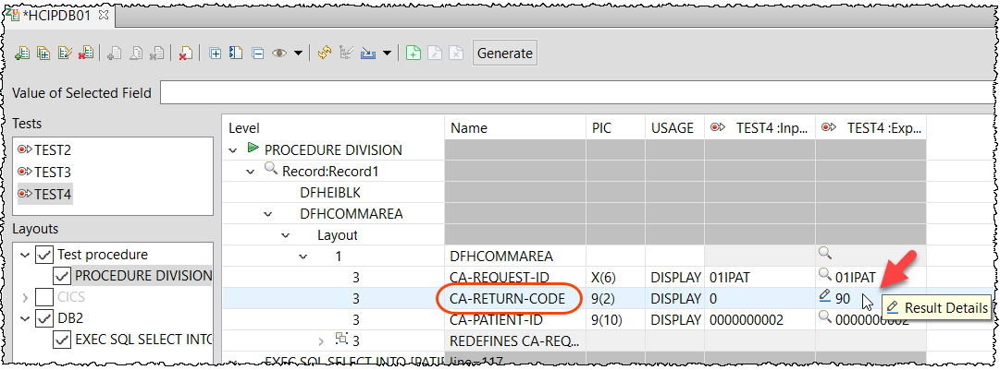 *HCIPDB01
Generate
Value of Selected Field
Tests
TEST2
TEST3
TEST4
Layouts
Test procedure
PROCEDURE DIVISION
CICS
DB2
EXEC SQL SELECT INTO
Level Name PIC USAGE TEST4 :Inp... TEST4 :Exp...
PROCEDURE DIVISION
Record:Record1
DFHEIBLK
DFHCOMMAREA
Layout
1 DFHCOMMAREA
3 CA-REQUEST-ID X(6) DISPLAY 01IPAT 01IPAT
3 CA-RETURN-CODE 9(2) DISPLAY 0 90
Result Details
3 CA-PATIENT-ID 9(10) DISPLAY 0000000002 0000000002
3 REDEFINES CA-REQ...
EXEC SQL SELECT INTO [PATI line=117